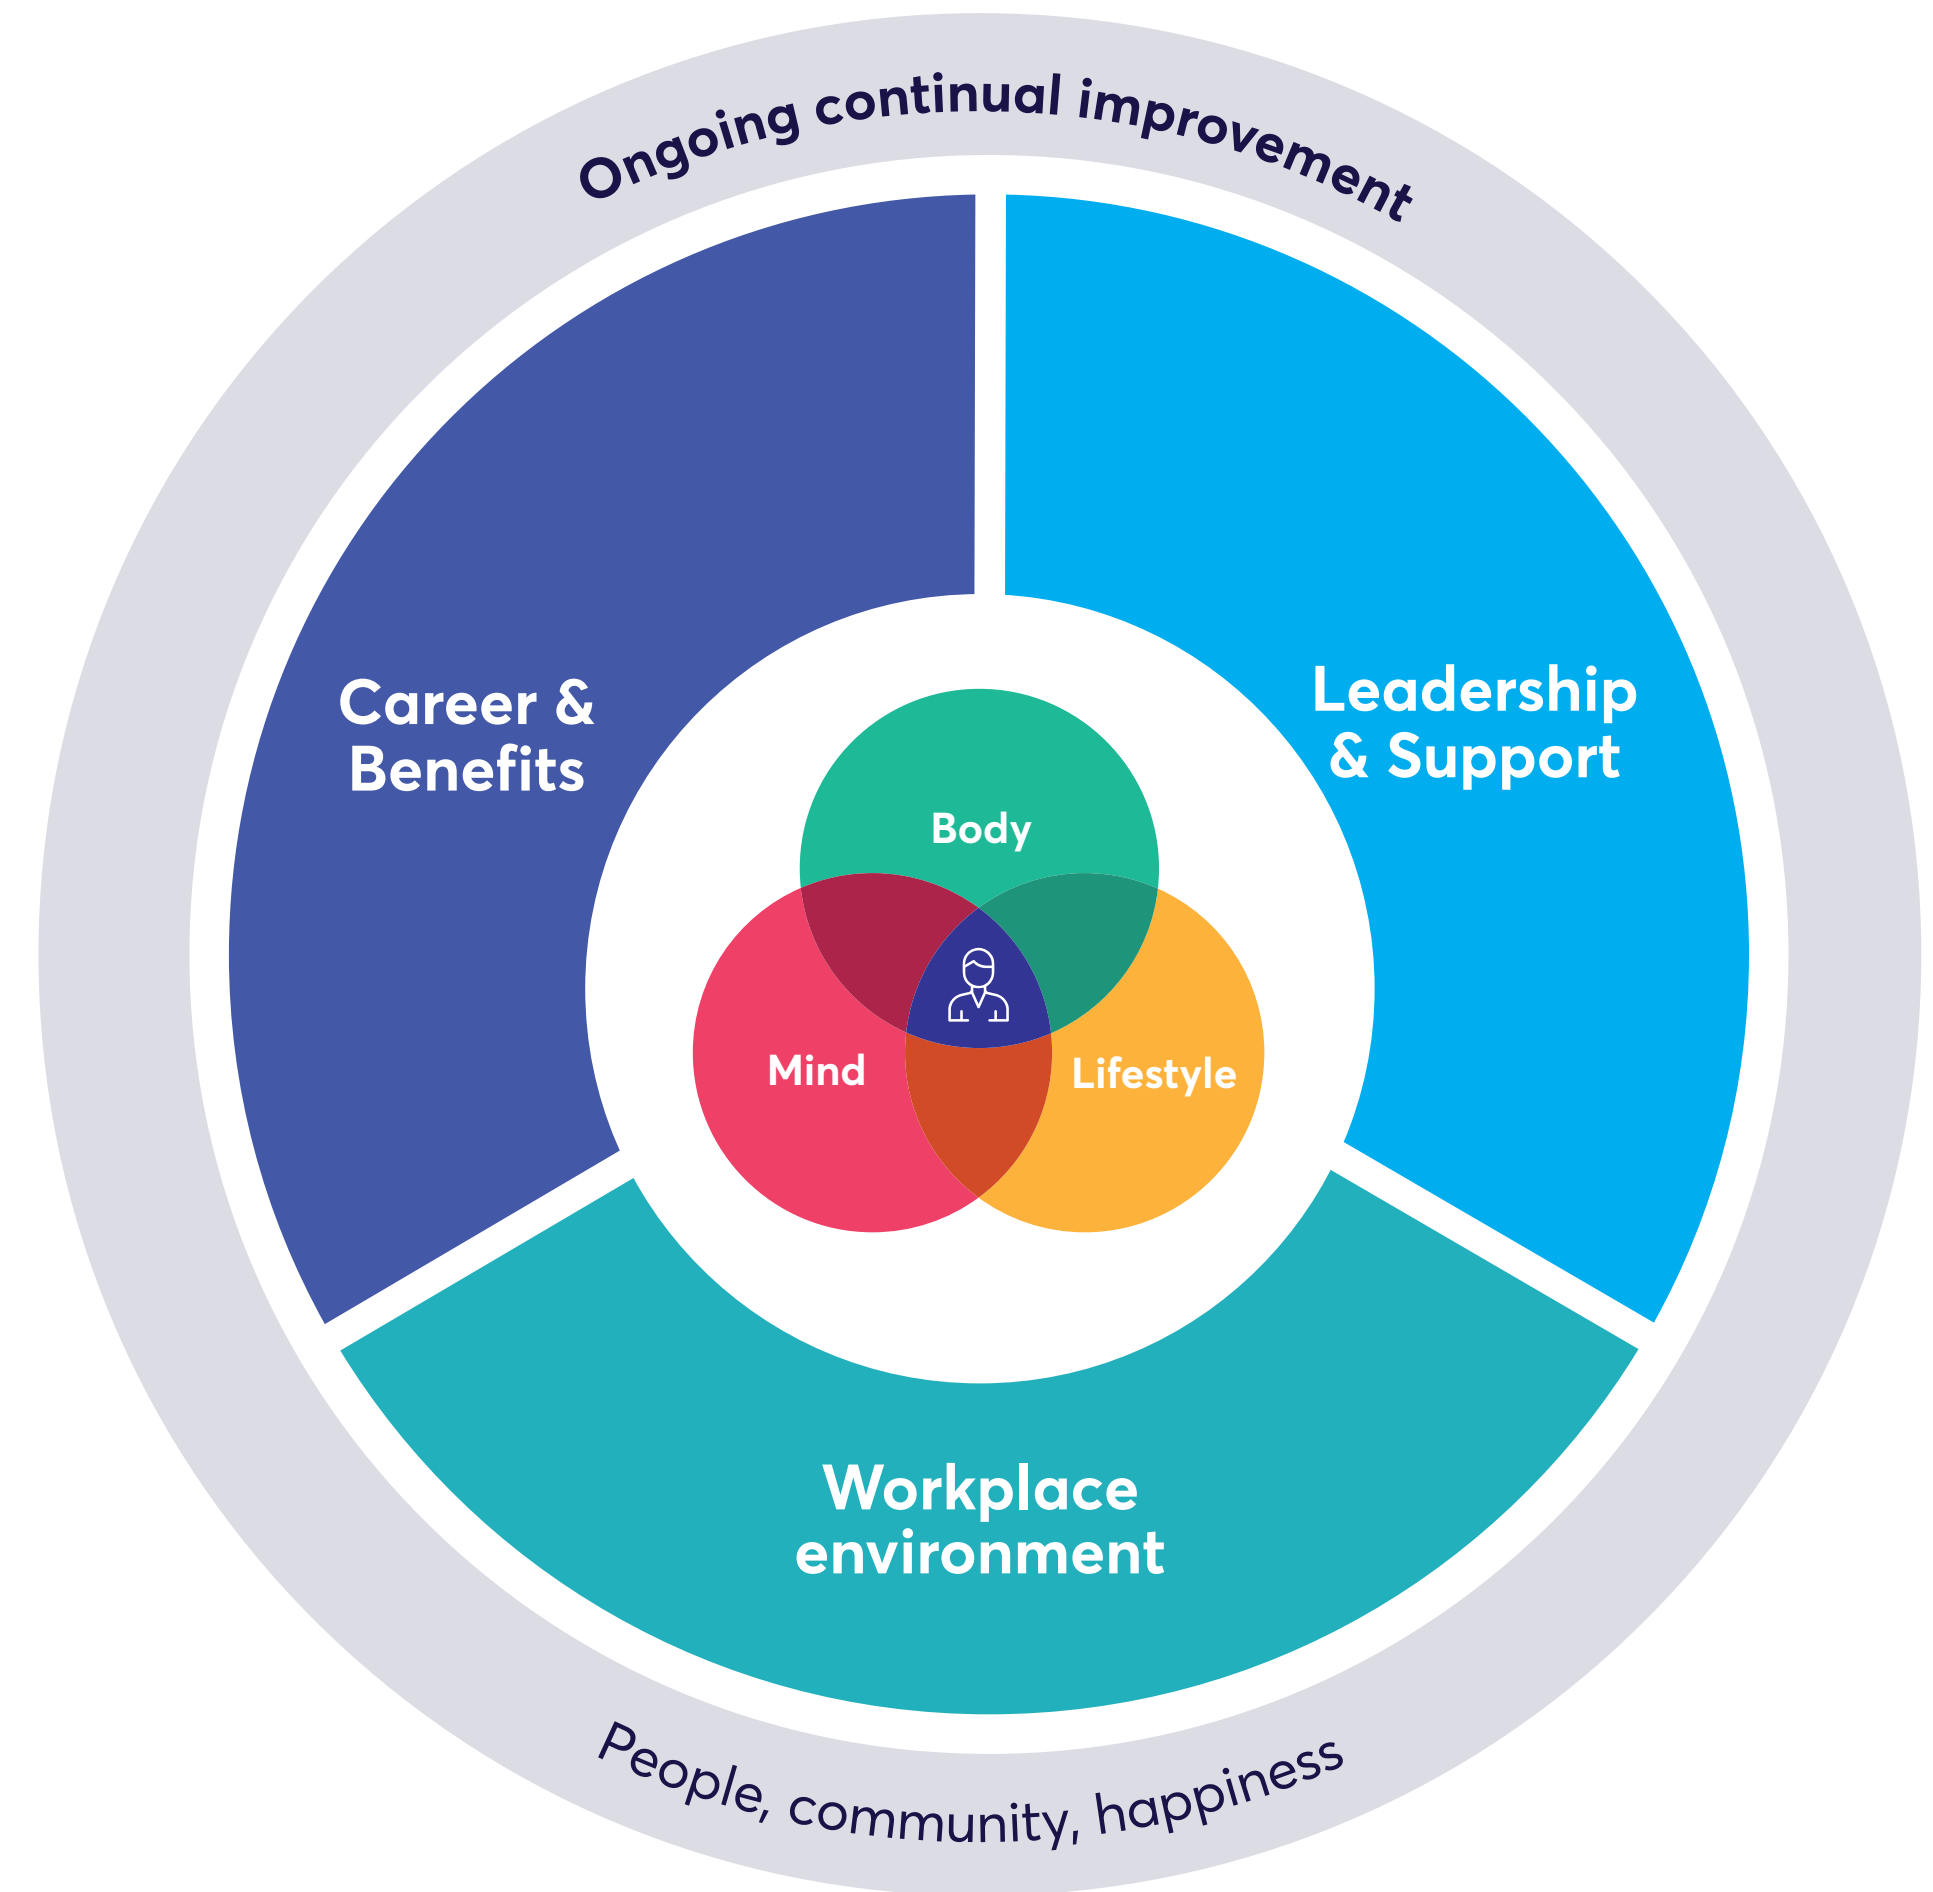 Ongoing continual improvement
Career &
Benefits
Leadership
& Support
Body
Mind
Lifestyle
Workplace
environment
People, community, happiness